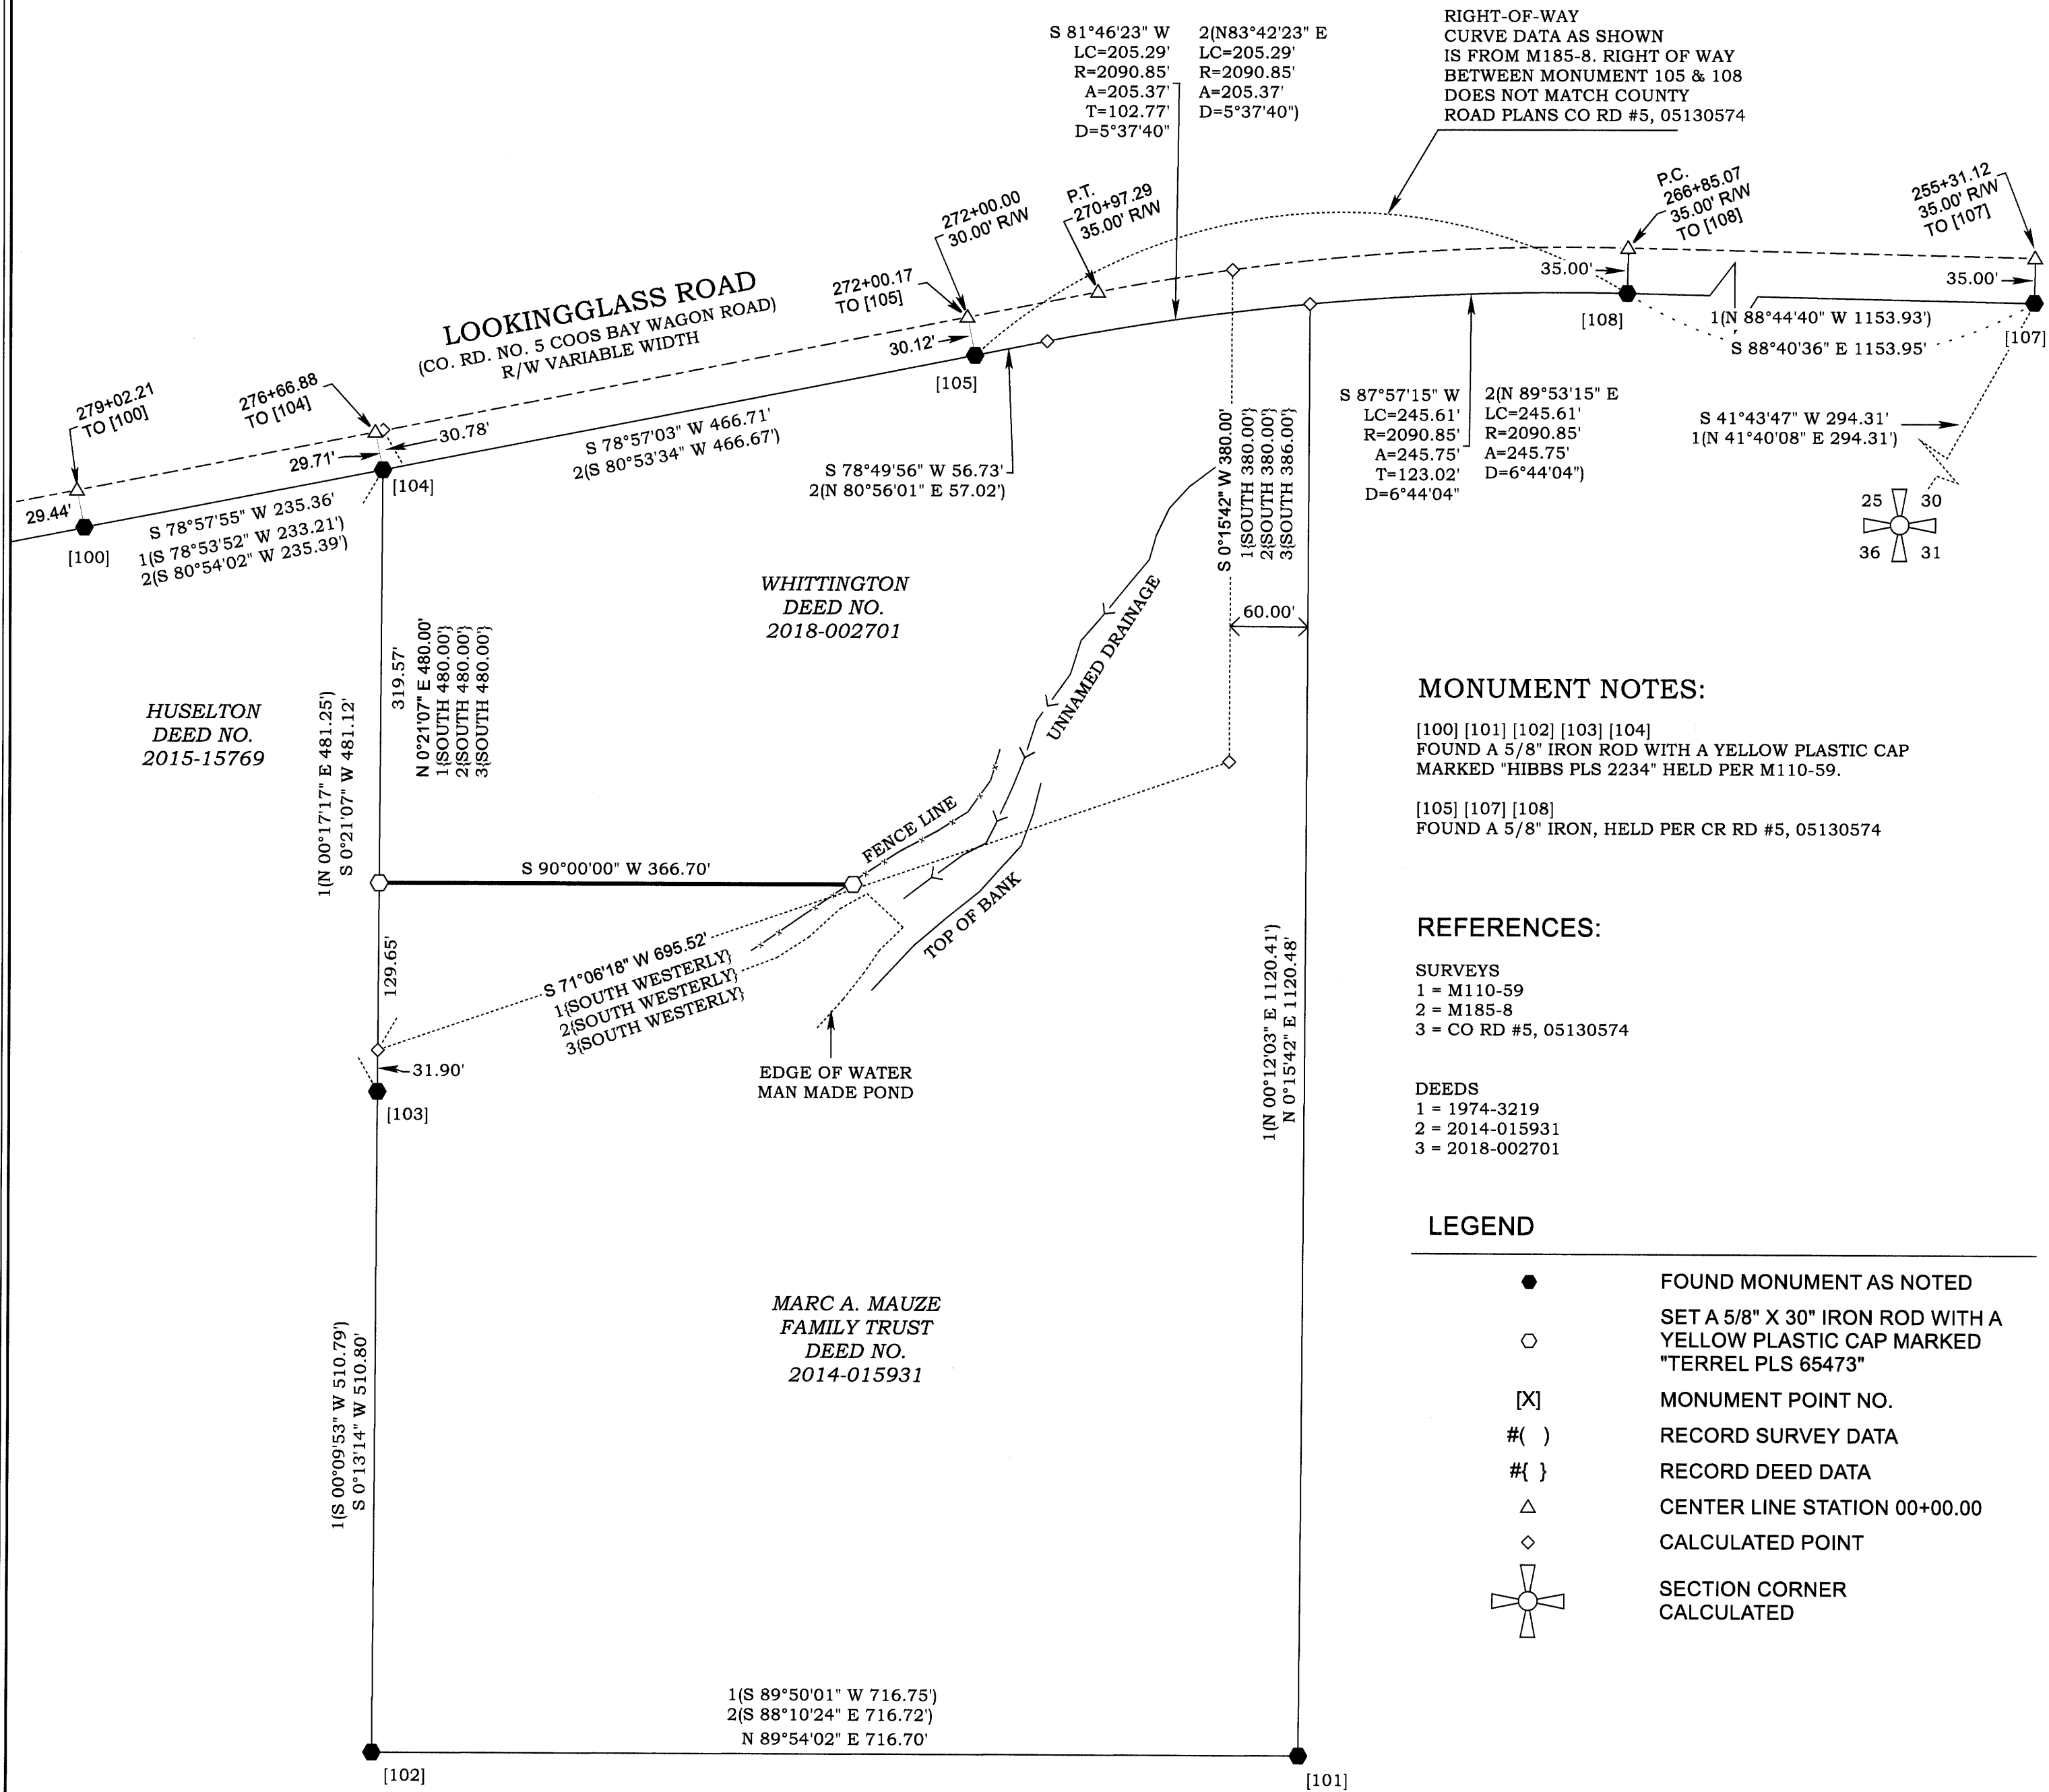 RIGHT-OF-WAY
CURVE DATA AS SHOWN
IS FROM M185-8. RIGHT OF WAY
BETWEEN MONUMENT 105 & 108
DOES NOT MATCH COUNTY
ROAD PLANS CO RD #5, 05130574
S 81°46'23" W
LC=205.29'
R=2090.85'
A=205.37'
T=102.77'
D=5°37'40"
2(N83°42'23" E
LC=205.29'
R=2090.85'
A=205.37'
D=5°37'40")
279+02.21
TO [100]
276+66.88
TO [104]
LOOKINGGLASS ROAD
(CO. RD. NO. 5 COOS BAY WAGON ROAD)
R/W VARIABLE WIDTH
272+00.17
TO [105]
272+00.00
30.00' R/W
P.T.
270+97.29
35.00' R/W
P.C.
266+85.07
35.00' R/W
TO [108]
255+31.12
35.00' R/W
TO [107]
35.00'
35.00'
[108]
[107]
1(N 88°44'40" W 1153.93')
S 88°40'36" E 1153.95'
30.12'
[105]
29.44'
[100]
29.71'
30.78'
[104]
S 78°57'55" W 235.36'
1(S 78°53'52" W 233.21')
2(S 80°54'02" W 235.39')
S 78°57'03" W 466.71'
2(S 80°53'34" W 466.67')
S 78°49'56" W 56.73'
2(N 80°56'01" E 57.02')
S 0°15'42" W 380.00'
1{SOUTH 380.00'}
2{SOUTH 380.00'}
3{SOUTH 386.00'}
S 87°57'15" W
LC=245.61'
R=2090.85'
A=245.75'
T=123.02'
D=6°44'04"
2(N 89°53'15" E
LC=245.61'
R=2090.85'
A=245.75'
D=6°44'04")
S 41°43'47" W 294.31'
1(N 41°40'08" E 294.31')
25 30
36 31
60.00'
WHITTINGTON
DEED NO.
2018-002701
UNNAMED DRAINAGE
HUSELTON
DEED NO.
2015-15769
1(N 00°17'17" E 481.25')
S 0°21'07" W 481.12'
319.57'
N 0°21'07" E 480.00'
1{SOUTH 480.00'}
2{SOUTH 480.00'}
3{SOUTH 480.00'}
FENCE LINE
S 90°00'00" W 366.70'
TOP OF BANK
129.65'
S 71°06'18" W 695.52'
1{SOUTH WESTERLY}
2{SOUTH WESTERLY}
3{SOUTH WESTERLY}
31.90'
[103]
EDGE OF WATER
MAN MADE POND
1(N 00°12'03" E 1120.41')
N 0°15'42" E 1120.48'
MARC A. MAUZE
FAMILY TRUST
DEED NO.
2014-015931
1(S 00°09'53" W 510.79')
S 0°13'14" W 510.80'
1(S 89°50'01" W 716.75')
2(S 88°10'24" E 716.72')
N 89°54'02" E 716.70'
[102]
[101]
MONUMENT NOTES:
[100] [101] [102] [103] [104]
FOUND A 5/8" IRON ROD WITH A YELLOW PLASTIC CAP
MARKED "HIBBS PLS 2234" HELD PER M110-59.
[105] [107] [108]
FOUND A 5/8" IRON, HELD PER CR RD #5, 05130574
REFERENCES:
SURVEYS
1 = M110-59
2 = M185-8
3 = CO RD #5, 05130574
DEEDS
1 = 1974-3219
2 = 2014-015931
3 = 2018-002701
LEGEND
FOUND MONUMENT AS NOTED
SET A 5/8" X 30" IRON ROD WITH A
YELLOW PLASTIC CAP MARKED
"TERREL PLS 65473"
[X] MONUMENT POINT NO.
#( ) RECORD SURVEY DATA
#{ } RECORD DEED DATA
CENTER LINE STATION 00+00.00
CALCULATED POINT
SECTION CORNER
CALCULATED